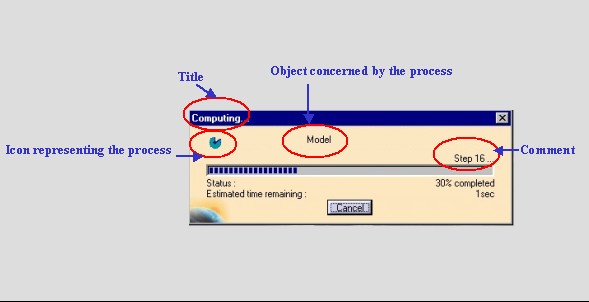 Object concerned by the process
Title
Computing...
Model
Icon representing the process
Comment
Step 16 ...
Status :
30% completed
Estimated time remaining :
1sec
Cancel